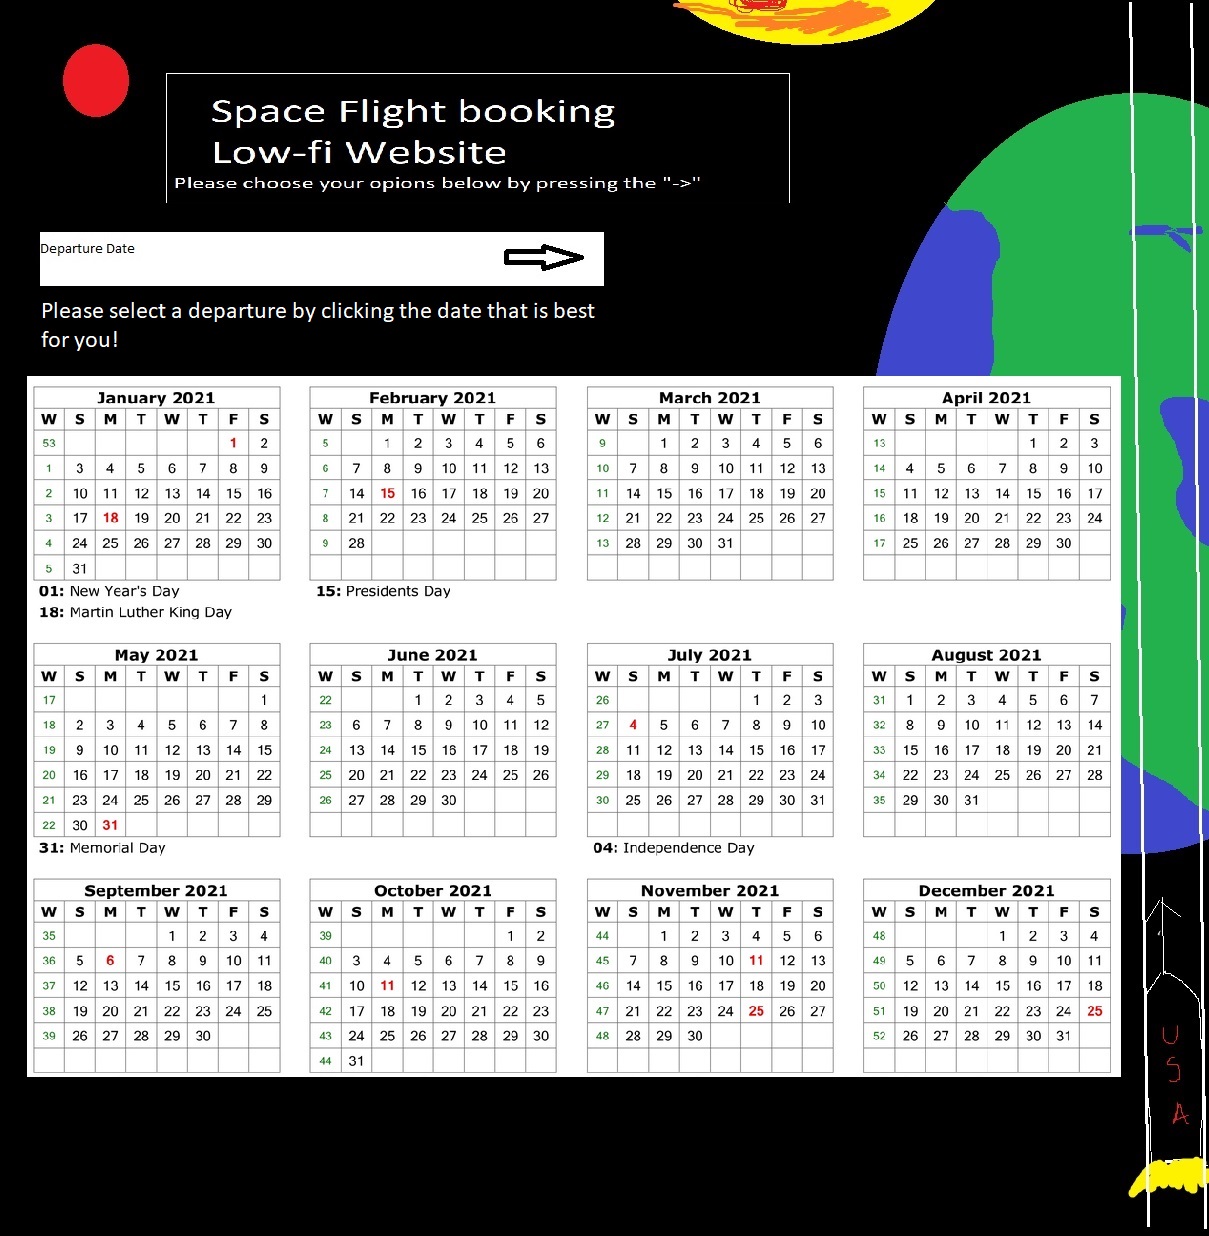 Space Flight booking
Low-fi Website
Please choose your opions below by pressing the "->"
Departure Date
Please select a departure by clicking the date that is best
for you!
January 2021
W S M T W T F S
53 1 2
1 3 4 5 6 7 8 9
2 10 11 12 13 14 15 16
3 17 18 19 20 21 22 23
4 24 25 26 27 28 29 30
5 31
01: New Year's Day
18: Martin Luther King Day
February 2021
W S M T W T F S
5 1 2 3 4 5 6
6 7 8 9 10 11 12 13
7 14 15 16 17 18 19 20
8 21 22 23 24 25 26 27
9 28
15: Presidents Day
March 2021
W S M T W T F S
9 1 2 3 4 5 6
10 7 8 9 10 11 12 13
11 14 15 16 17 18 19 20
12 21 22 23 24 25 26 27
13 28 29 30 31
April 2021
W S M T W T F S
13 1 2 3
14 4 5 6 7 8 9 10
15 11 12 13 14 15 16 17
16 18 19 20 21 22 23 24
17 25 26 27 28 29 30
May 2021
W S M T W T F S
17 1
18 2 3 4 5 6 7 8
19 9 10 11 12 13 14 15
20 16 17 18 19 20 21 22
21 23 24 25 26 27 28 29
22 30 31
31: Memorial Day
June 2021
W S M T W T F S
22 1 2 3 4 5
23 6 7 8 9 10 11 12
24 13 14 15 16 17 18 19
25 20 21 22 23 24 25 26
26 27 28 29 30
July 2021
W S M T W T F S
26 1 2 3
27 4 5 6 7 8 9 10
28 11 12 13 14 15 16 17
29 18 19 20 21 22 23 24
30 25 26 27 28 29 30 31
04: Independence Day
August 2021
W S M T W T F S
31 1 2 3 4 5 6 7
32 8 9 10 11 12 13 14
33 15 16 17 18 19 20 21
34 22 23 24 25 26 27 28
35 29 30 31
September 2021
W S M T W T F S
35 1 2 3 4
36 5 6 7 8 9 10 11
37 12 13 14 15 16 17 18
38 19 20 21 22 23 24 25
39 26 27 28 29 30
October 2021
W S M T W T F S
39 1 2
40 3 4 5 6 7 8 9
41 10 11 12 13 14 15 16
42 17 18 19 20 21 22 23
43 24 25 26 27 28 29 30
44 31
November 2021
W S M T W T F S
44 1 2 3 4 5 6
45 7 8 9 10 11 12 13
46 14 15 16 17 18 19 20
47 21 22 23 24 25 26 27
48 28 29 30
December 2021
W S M T W T F S
48 1 2 3 4
49 5 6 7 8 9 10 11
50 12 13 14 15 16 17 18
51 19 20 21 22 23 24 25
52 26 27 28 29 30 31
U
S
A